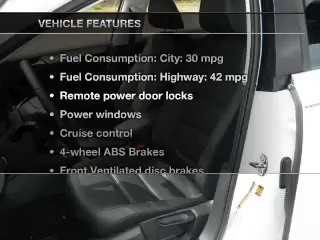 VEHICLE FEATURES
• Fuel Consumption: City: 30 mpg
• Fuel Consumption: Highway: 42 mpg
• Remote power door locks
• Power windows
• Cruise control
• 4-wheel ABS Brakes
• Front Ventilated disc brakes